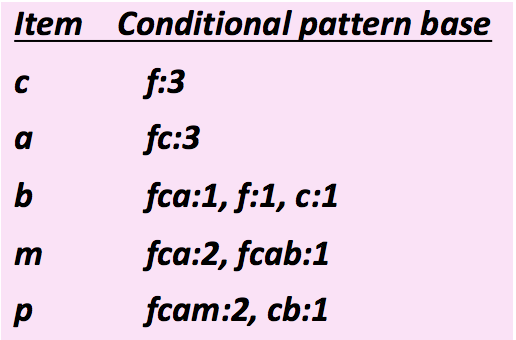 Item Conditional pattern base
c f:3
a fc:3
b fca:1, f:1, c:1
m fca:2, fcab:1
p fcam:2, cb:1